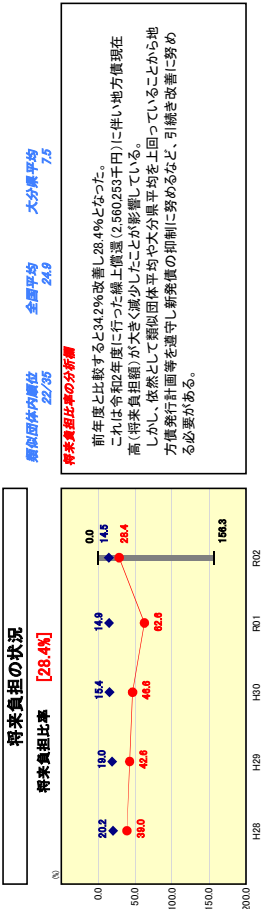 将来負担の状況
将来負担比率 [28.4%]
(%)
0.0
50.0
100.0
150.0
200.0
20.2
19.0
15.4
14.9
0.0
14.5
39.0
42.6
46.6
62.6
28.4
156.3
H28
H29
H30
R01
R02
類似団体内順位
22/35
全国平均
24.9
大分県平均
7.5
将来負担比率の分析欄
前年度と比較すると34.2%改善し28.4%となった。
これは令和2年度に行った繰上償還(2,560,253千円)に伴い地方債現在
高(将来負担額)が大きく減少したことが影響している。
しかし、依然として類似団体平均や大分県平均を上回っていることから地
方債発行計画等を遵守し新発債の抑制に努めるなど、引続き改善に努め
る必要がある。